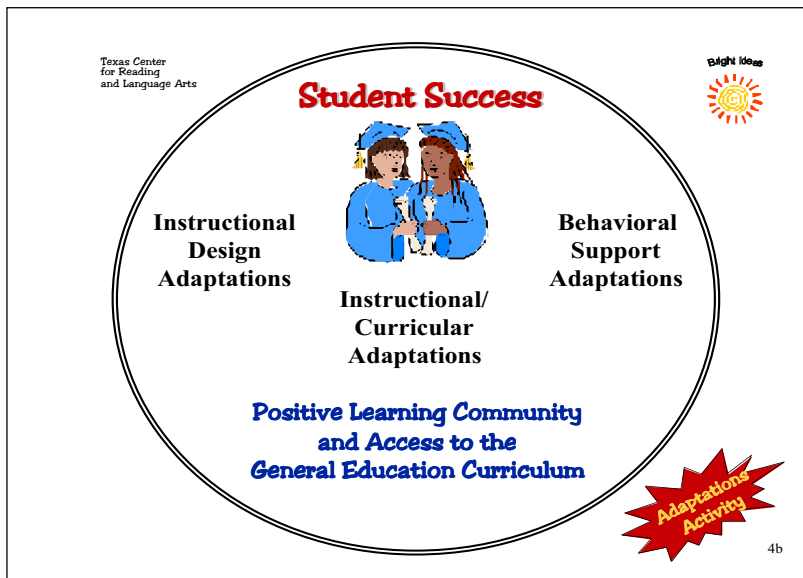 Texas Center
for Reading
and Language Arts
Bright Ideas
Student Success
Instructional
Design
Adaptations
Behavioral
Support
Adaptations
Instructional/
Curricular
Adaptations
Positive Learning Community
and Access to the
General Education Curriculum
Adaptations
Activity
4b